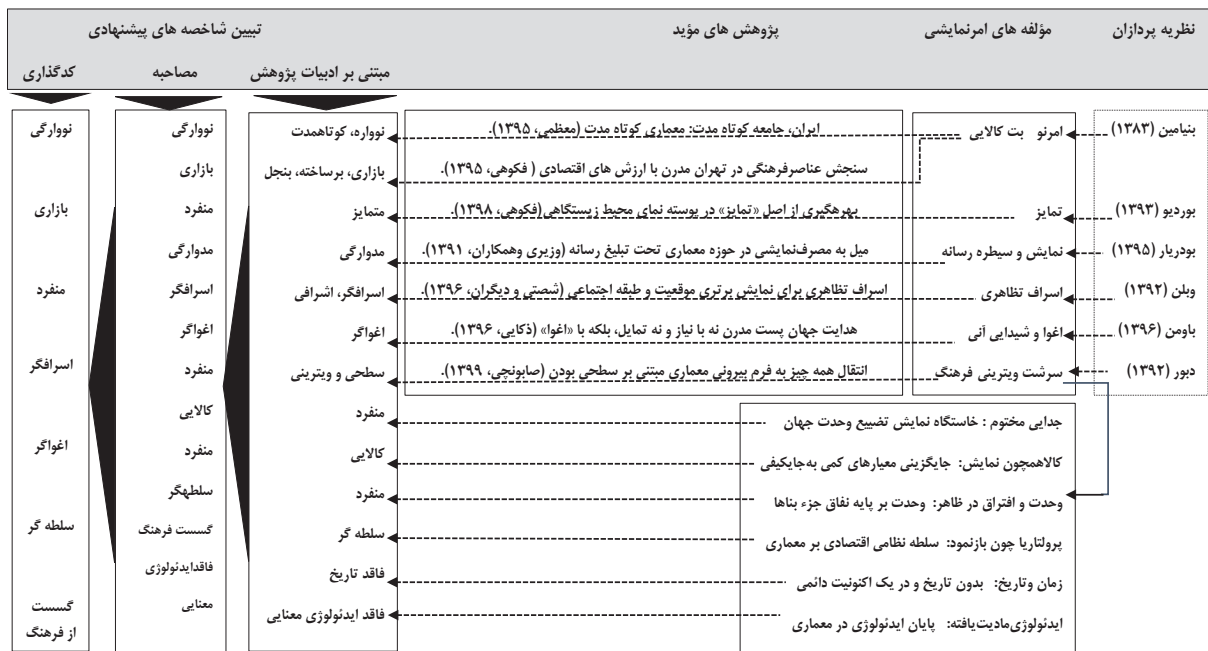 نظریه پردازان
مؤلفه های امرنمایشی
پژوهش های مؤید
تبیین شاخصه های پیشنهادی
مبتنی بر ادبیات پژوهش
مصاحبه
کدگذاری
بنیامین (۱۳۸۳)
بوردیو (۱۳۹۳)
بودریار (۱۳۹۵)
وبلن (۱۳۹۲)
باومن (۱۳۹۶)
دبور (۱۳۹۲)
امرنو بت کالایی
تمایز
نمایش و سیطره رسانه
اسراف تظاهری
اغوا و شیدایی آنی
سرشت ویترینی فرهنگ
ایران، جامعه کوتاه مدت: معماری کوتاه مدت (معظمی، ۱۳۹۵).
سنجش عناصرفرهنگی در تهران مدرن با ارزش های اقتصادی ( فکوهی، ۱۳۹۵).
بهرهگیری از اصل «تمایز» در پوسته نمای محیط زیستگاهی(فکوهی، ۱۳۹۸).
میل به مصرف‌نمایشی در حوزه معماری تحت تبلیغ رسانه (وزیری وهمکاران، ۱۳۹۱).
اسراف تظاهری برای نمایش برتری موقعیت و طبقه اجتماعی (شصتی و دیگران، ۱۳۹۶).
هدایت جهان پست مدرن نه با نیاز و نه تمایل، بلکه با «اغوا» (ذکایی، ۱۳۹۶).
انتقال همه چیز به فرم بیرونی معماری مبتنی بر سطحی بودن (صابونچی، ۱۳۹۹).
جدایی مختوم : خاستگاه نمایش تضییع وحدت جهان
کالاهمچون نمایش: جایگزینی معیارهای کمی به‌جایکیفی
وحدت و افتراق در ظاهر: وحدت بر پایه نفاق جزء بناها
پرولتاریا چون بازنمود: سلطه نظامی اقتصادی بر معماری
زمان وتاریخ: بدون تاریخ و در یک اکنونیت دائمی
ایدئولوژی‌مادیت‌یافته: پایان ایدئولوژی در معماری
نوواره، کوتاهمدت
بازاری، برساخته، بنجل
متمایز
مدوارگی
اسرافگر، اشرافی
اغواگر
سطحی و ویترینی
منفرد
کالایی
منفرد
سلطه گر
فاقد تاریخ
فاقد ایدئولوژی معنایی
نووارگی
بازاری
منفرد
مدوارگی
اسرافگر
اغواگر
منفرد
کالایی
منفرد
سلطهگر
گسست فرهنگ
فاقدایدئولوژی
معنایی
نووارگی
بازاری
منفرد
اسرافگر
اغواگر
سلطه گر
گسست
از فرهنگ